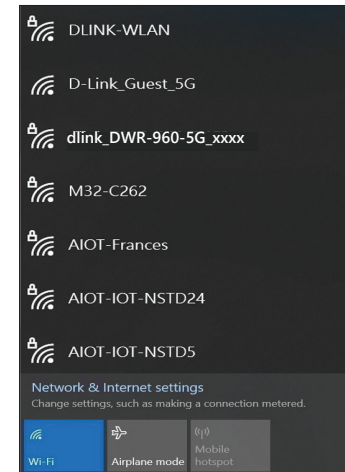 DLINK-WLAN
D-Link_Guest_5G
dlink_DWR-960-5G_xxxx
M32-C262
AIOT-Frances
AIOT-IOT-NSTD24
AIOT-IOT-NSTD5
Network & Internet settings
Change settings, such as making a connection metered.
Wi-Fi
Airplane mode
Mobile
hotspot